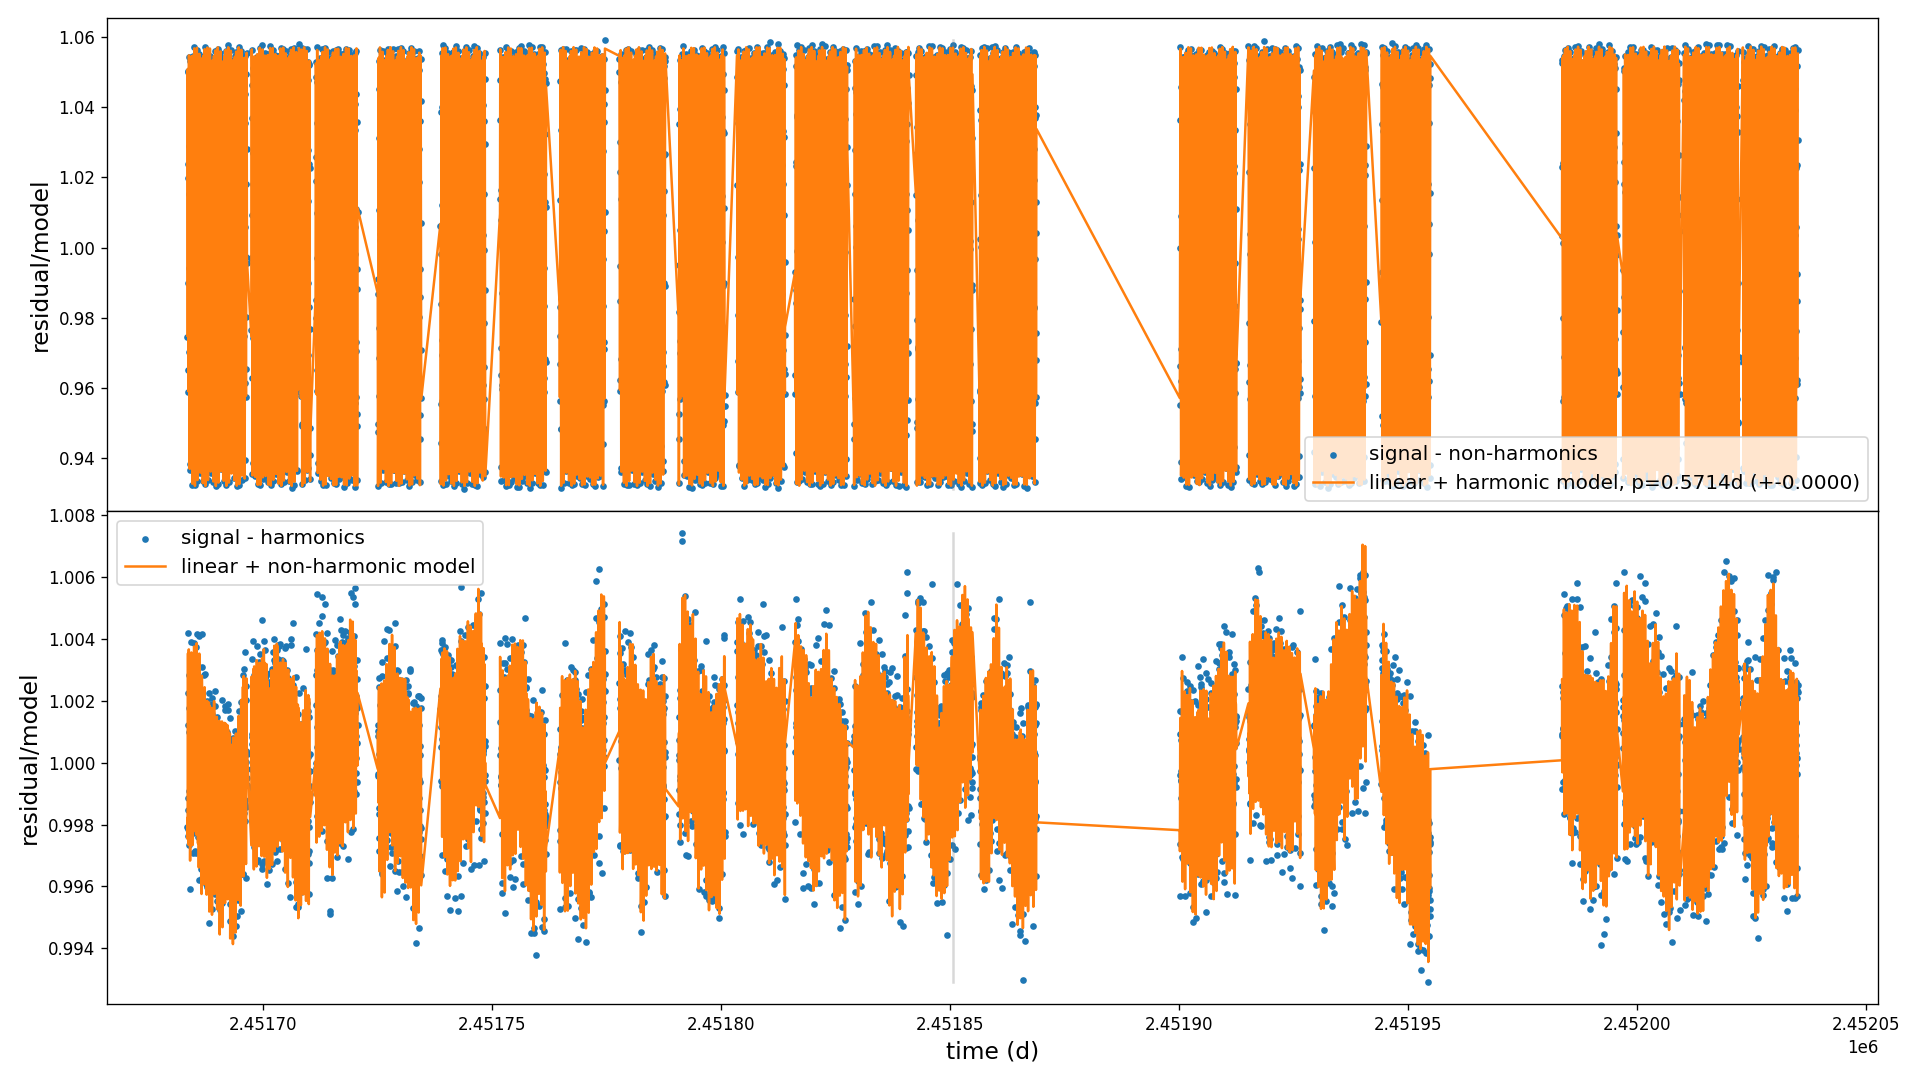 1.06
1.04
1.02
1.00
0.98
0.96
0.94
residual/model
signal - non-harmonics
linear + harmonic model, p=0.5714d (+-0.0000)
1.008
1.006
1.004
1.002
1.000
0.998
0.996
0.994
residual/model
signal - harmonics
linear + non-harmonic model
2.45170 2.45175 2.45180 2.45185 2.45190 2.45195 2.45200 2.45205
1e6
time (d)